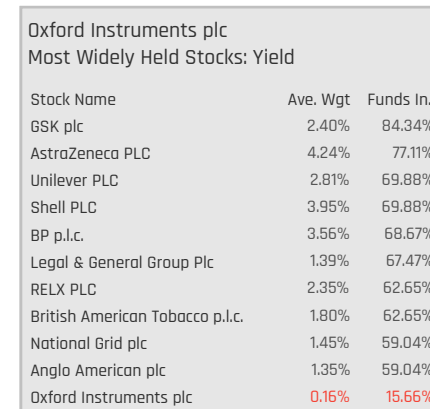 Oxford Instruments plc
Most Widely Held Stocks: Yield
Stock Name Ave. Wgt Funds In.
GSK plc 2.40% 84.34%
AstraZeneca PLC 4.24% 77.11%
Unilever PLC 2.81% 69.88%
Shell PLC 3.95% 69.88%
BP p.l.c. 3.56% 68.67%
Legal & General Group Plc 1.39% 67.47%
RELX PLC 2.35% 62.65%
British American Tobacco p.l.c. 1.80% 62.65%
National Grid plc 1.45% 59.04%
Anglo American plc 1.35% 59.04%
Oxford Instruments plc 0.16% 15.66%